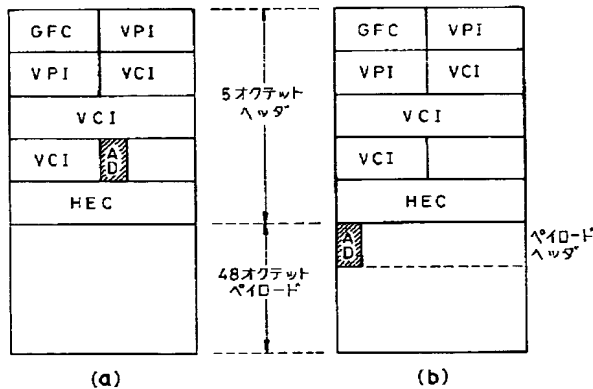 GFC VPI
VPI VCI
VCI
VCI AD
HEC
(a)
5オクテット
ヘッダ
48オクテット
ペイロード
GFC VPI
VPI VCI
VCI
VCI
HEC
AD
ペイロード
ヘッダ
(b)